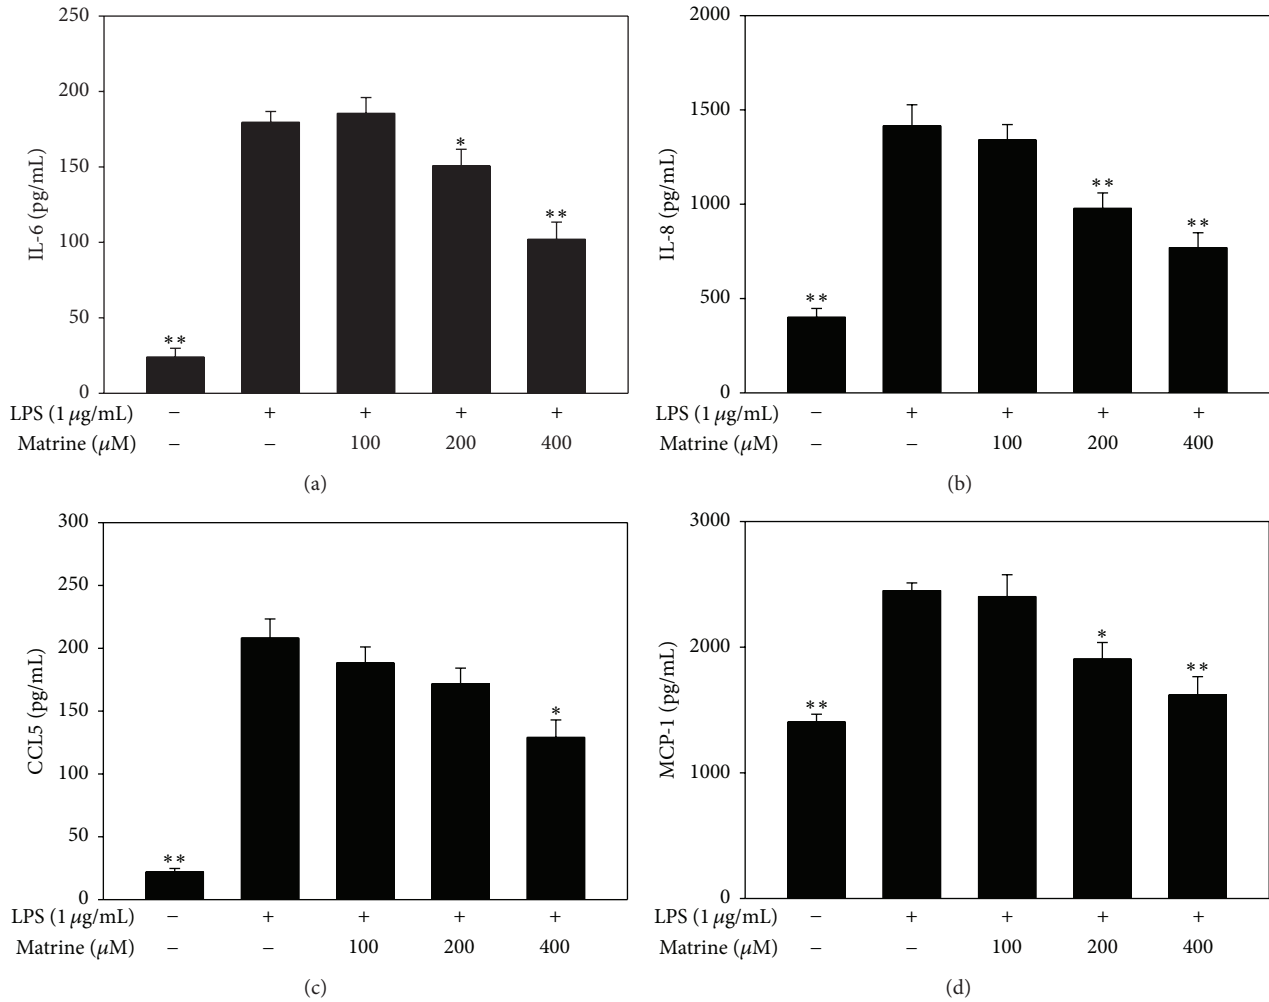 250
200
150
100
50
0
IL-6 (pg/mL)
**
*
**
LPS (1 μg/mL) − + + + +
Matrine (μM) − − 100 200 400
(a)
2000
1500
1000
500
0
IL-8 (pg/mL)
**
**
**
LPS (1 μg/mL) − + + + +
Matrine (μM) − − 100 200 400
(b)
300
250
200
150
100
50
0
CCL5 (pg/mL)
**
*
LPS (1 μg/mL) − + + + +
Matrine (μM) − − 100 200 400
(c)
3000
2000
1000
0
MCP-1 (pg/mL)
**
*
**
LPS (1 μg/mL) − + + + +
Matrine (μM) − − 100 200 400
(d)